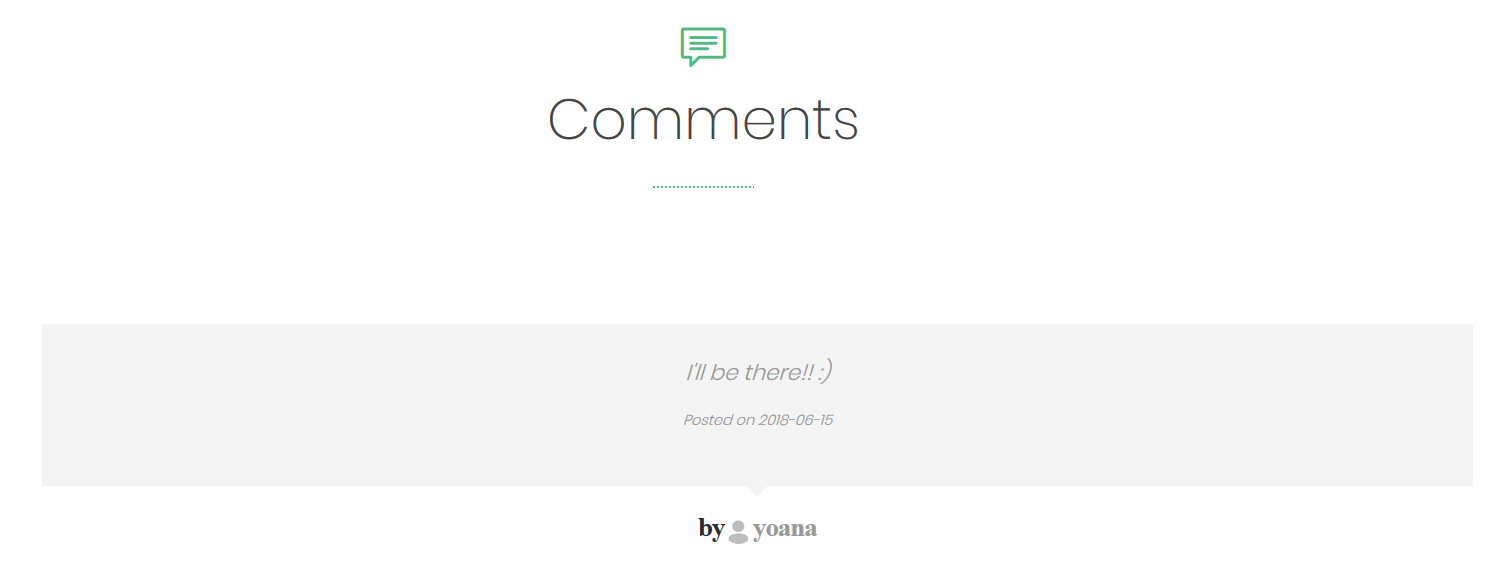 Comments
I'll be there!! :)
Posted on 2018-06-15
by yoana